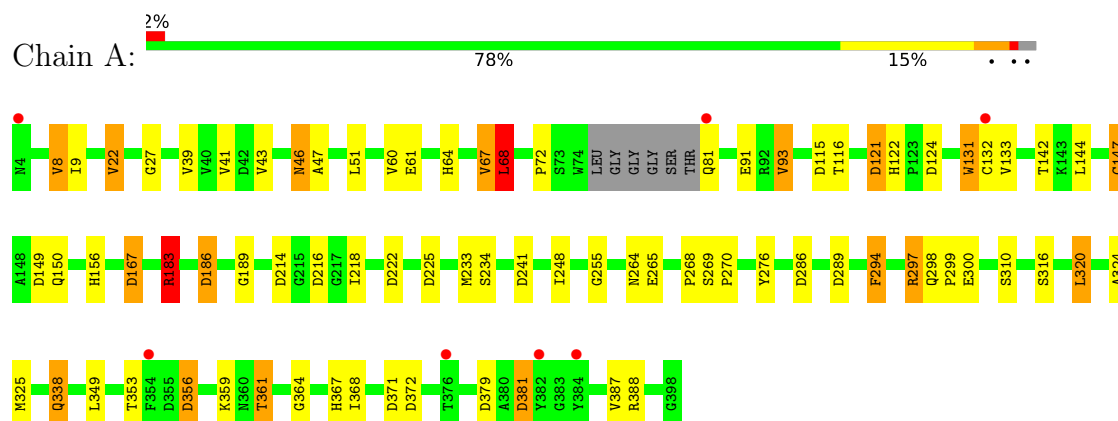 2%
Chain A:
78% 15% • • •
N4 V8 I9 V22 G27 V39 V40 V41 D42 V43 N46 A47 L51 V60 E61 H64 V67 L68 P72 S73 W74 LEU GLY GLY GLY SER THR Q81 E91 R92 V93 D115 T116 D121 H122 P123 D124 W131 C132 V133 T142 K143 L144 C147
A148 D149 Q150 H156 D167 R183 D186 G189 D214 G215 D216 G217 I218 D222 D225 M233 S234 D241 I248 G255 N264 E265 P268 S269 P270 Y276 D286 D289 F294 R297 Q298 P299 E300 S310 S316 L320 A324
M325 Q338 L349 T353 F354 D355 D356 K359 N360 T361 G364 H367 I368 D371 D372 T376 D379 A380 D381 Y382 G383 Y384 V387 R388 G398